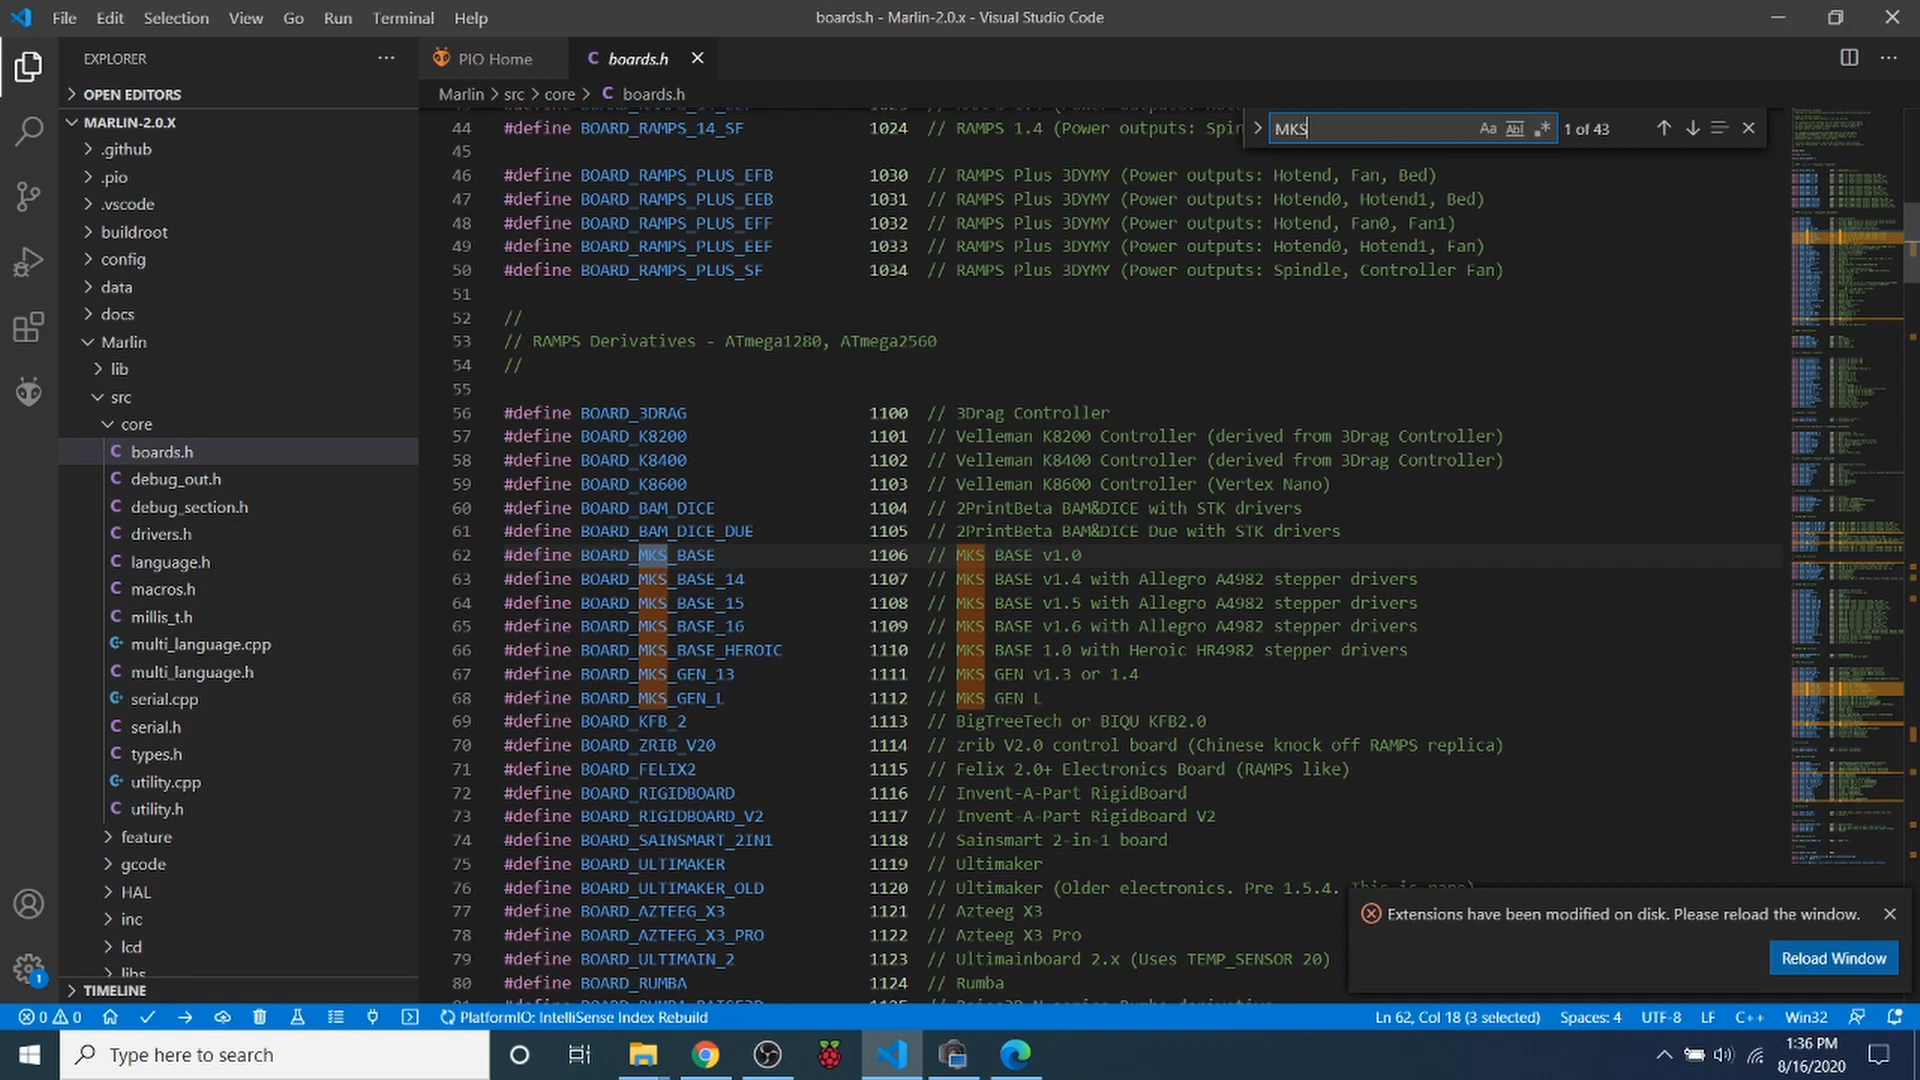 File Edit Selection View Go Run Terminal Help
boards.h - Marlin-2.0.x - Visual Studio Code
EXPLORER
PIO Home
boards.h
OPEN EDITORS
MARLIN-2.0.X
.github
.pio
.vscode
buildroot
config
data
docs
Marlin
lib
src
core
boards.h
debug_out.h
debug_section.h
drivers.h
language.h
macros.h
millis_t.h
multi_language.cpp
multi_language.h
serial.cpp
serial.h
types.h
utility.cpp
utility.h
feature
gcode
HAL
inc
lcd
libs
TIMELINE
Marlin > src > core > C boards.h
MKS Aa Abl .* 1 of 43
44 #define BOARD_RAMPS_14_SF 1024 // RAMPS 1.4 (Power outputs: Spin
45
46 #define BOARD_RAMPS_PLUS_EFB 1030 // RAMPS Plus 3DYMY (Power outputs: Hotend, Fan, Bed)
47 #define BOARD_RAMPS_PLUS_EEB 1031 // RAMPS Plus 3DYMY (Power outputs: Hotend0, Hotend1, Bed)
48 #define BOARD_RAMPS_PLUS_EFF 1032 // RAMPS Plus 3DYMY (Power outputs: Hotend, Fan0, Fan1)
49 #define BOARD_RAMPS_PLUS_EEF 1033 // RAMPS Plus 3DYMY (Power outputs: Hotend0, Hotend1, Fan)
50 #define BOARD_RAMPS_PLUS_SF 1034 // RAMPS Plus 3DYMY (Power outputs: Spindle, Controller Fan)
51
52 //
53 // RAMPS Derivatives - ATmega1280, ATmega2560
54 //
55
56 #define BOARD_3DRAG 1100 // 3Drag Controller
57 #define BOARD_K8200 1101 // Velleman K8200 Controller (derived from 3Drag Controller)
58 #define BOARD_K8400 1102 // Velleman K8400 Controller (derived from 3Drag Controller)
59 #define BOARD_K8600 1103 // Velleman K8600 Controller (Vertex Nano)
60 #define BOARD_BAM_DICE 1104 // 2PrintBeta BAM&DICE with STK drivers
61 #define BOARD_BAM_DICE_DUE 1105 // 2PrintBeta BAM&DICE Due with STK drivers
62 #define BOARD_MKS_BASE 1106 // MKS BASE v1.0
63 #define BOARD_MKS_BASE_14 1107 // MKS BASE v1.4 with Allegro A4982 stepper drivers
64 #define BOARD_MKS_BASE_15 1108 // MKS BASE v1.5 with Allegro A4982 stepper drivers
65 #define BOARD_MKS_BASE_16 1109 // MKS BASE v1.6 with Allegro A4982 stepper drivers
66 #define BOARD_MKS_BASE_HEROIC 1110 // MKS BASE 1.0 with Heroic HR4982 stepper drivers
67 #define BOARD_MKS_GEN_13 1111 // MKS GEN v1.3 or 1.4
68 #define BOARD_MKS_GEN_L 1112 // MKS GEN L
69 #define BOARD_KFB_2 1113 // BigTreeTech or BIQU KFB2.0
70 #define BOARD_ZRIB_V20 1114 // zrib V2.0 control board (Chinese knock off RAMPS replica)
71 #define BOARD_FELIX2 1115 // Felix 2.0+ Electronics Board (RAMPS like)
72 #define BOARD_RIGIDBOARD 1116 // Invent-A-Part RigidBoard
73 #define BOARD_RIGIDBOARD_V2 1117 // Invent-A-Part RigidBoard V2
74 #define BOARD_SAINSMART_2IN1 1118 // Sainsmart 2-in-1 board
75 #define BOARD_ULTIMAKER 1119 // Ultimaker
76 #define BOARD_ULTIMAKER_OLD 1120 // Ultimaker (Older electronics. Pre 1.5.4. This is rare)
77 #define BOARD_AZTEEG_X3 1121 // Azteeg X3
78 #define BOARD_AZTEEG_X3_PRO 1122 // Azteeg X3 Pro
79 #define BOARD_ULTIMAIN_2 1123 // Ultimainboard 2.x (Uses TEMP_SENSOR 20)
80 #define BOARD_RUMBA 1124 // Rumba
Extensions have been modified on disk. Please reload the window.
Reload Window
0 0 PlatformIO: IntelliSense Index Rebuild
Ln 62, Col 18 (3 selected) Spaces: 4 UTF-8 LF C++ Win32
1
Type here to search
1:36 PM
8/16/2020